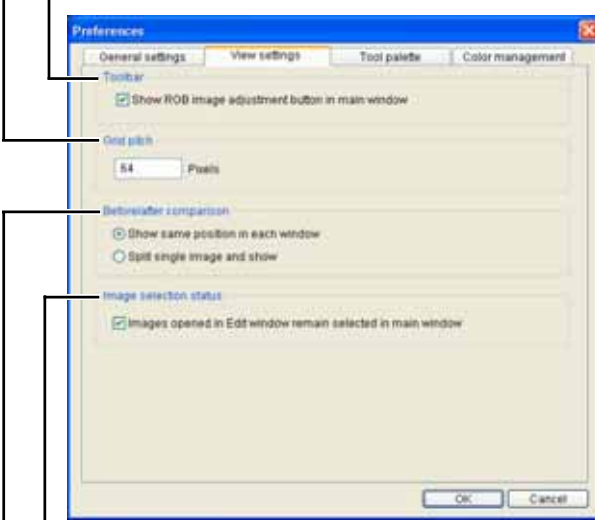 Preferences
General settings View settings Tool palette Color management
Toolbar
Show RGB image adjustment button in main window
Grid pitch
64 Pixels
Before/after comparison
Show same position in each window
Split single image and show
Image selection status
Images opened in Edit window remain selected in main window
OK Cancel